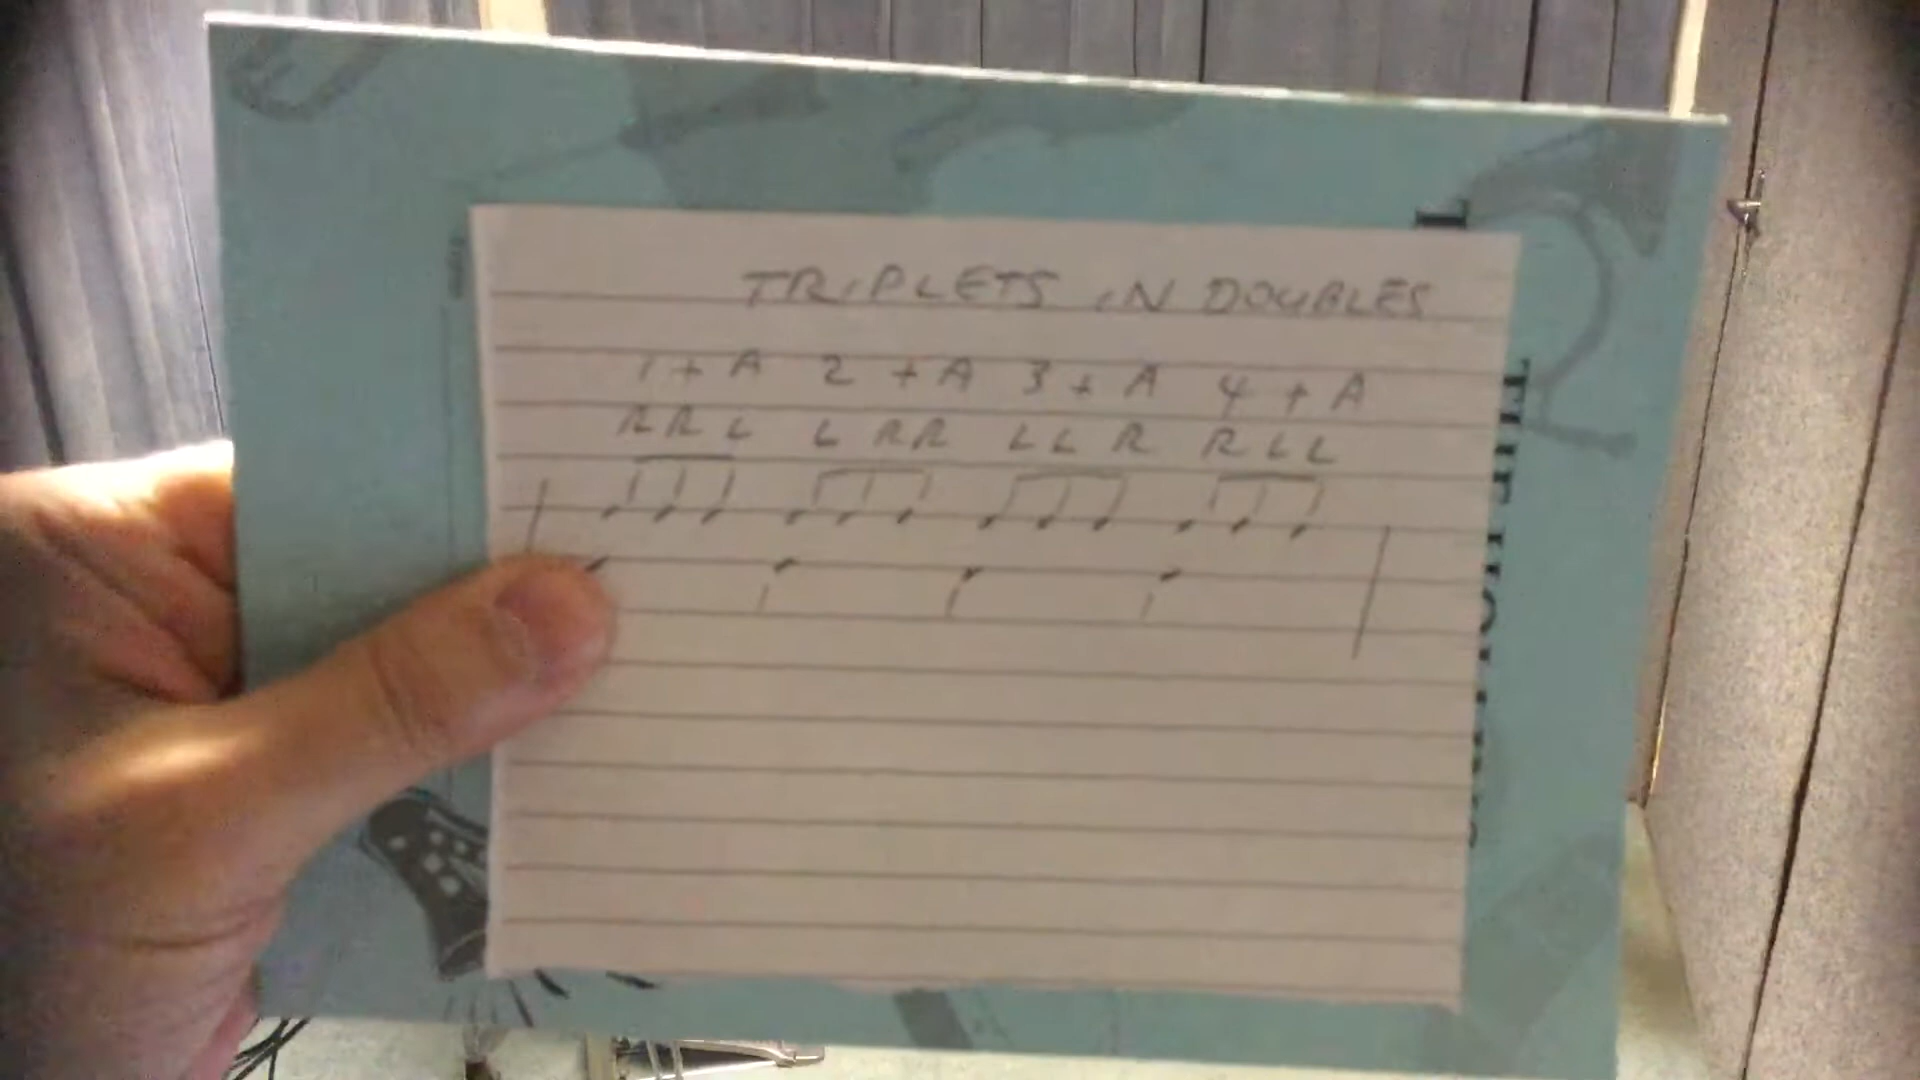 TRIPLETS IN DOUBLES
1 + A 2 + A 3 + A 4 + A
R R L L R R L L R R L L